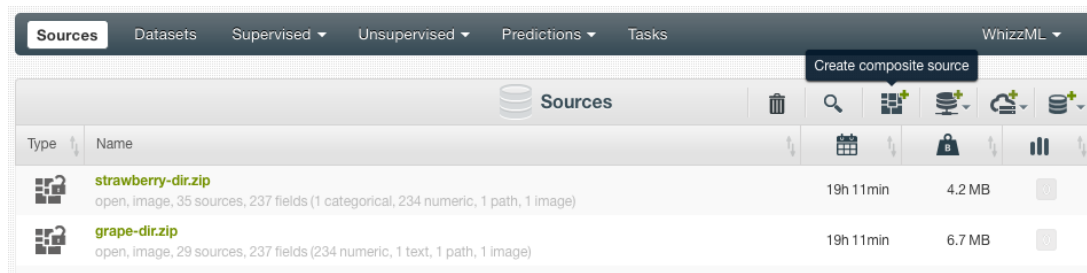 Sources Datasets Supervised Unsupervised Predictions Tasks WhizzML
Create composite source
Sources
Type Name
strawberry-dir.zip 19h 11min 4.2 MB
open, image, 35 sources, 237 fields (1 categorical, 234 numeric, 1 path, 1 image)
grape-dir.zip 19h 11min 6.7 MB
open, image, 29 sources, 237 fields (234 numeric, 1 text, 1 path, 1 image)